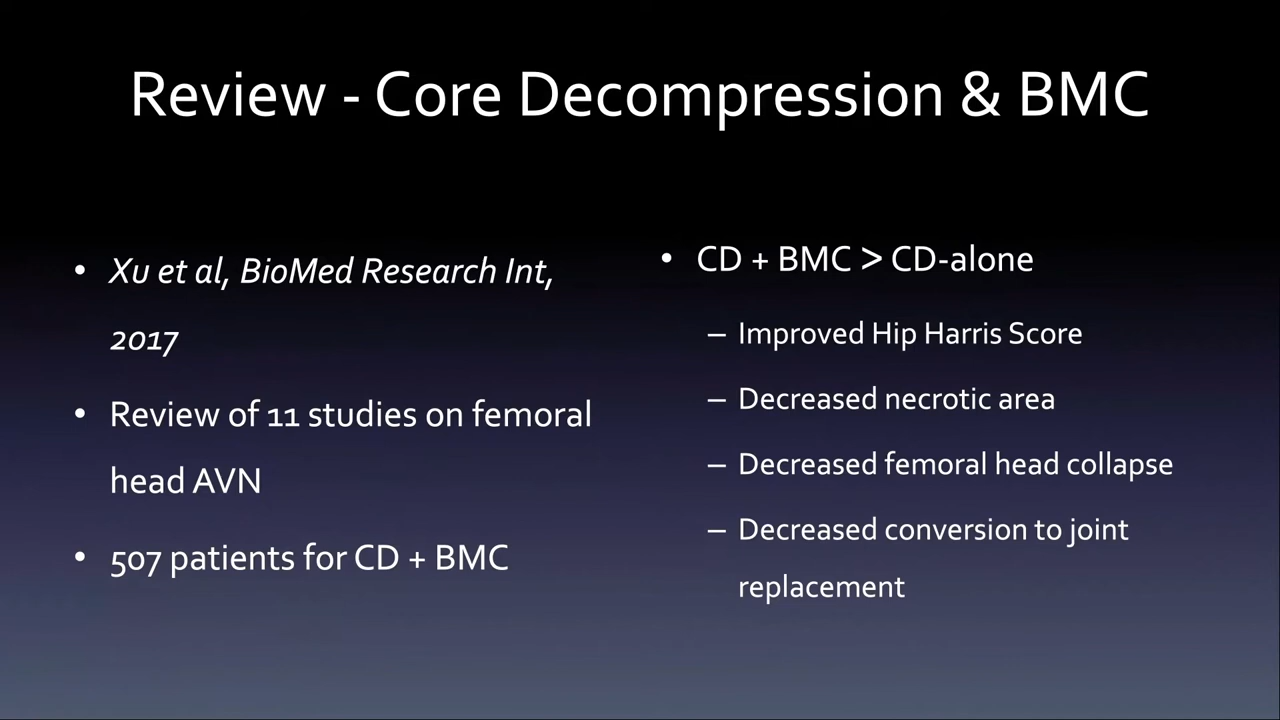 Review - Core Decompression & BMC
• Xu et al, BioMed Research Int,
2017
• Review of 11 studies on femoral
head AVN
• 507 patients for CD + BMC
• CD + BMC > CD-alone
– Improved Hip Harris Score
– Decreased necrotic area
– Decreased femoral head collapse
– Decreased conversion to joint
replacement